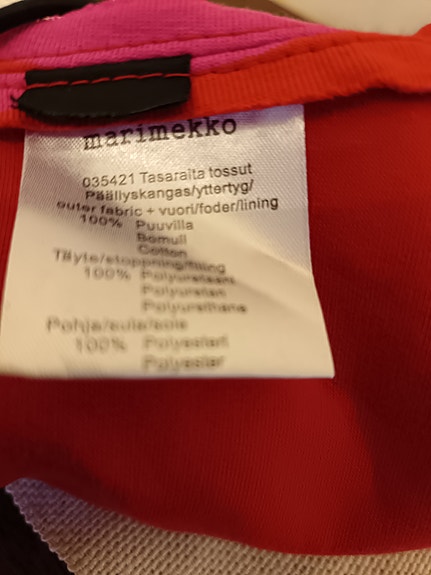 marimekko
035421 Tasaraita tossut
Päällyskangas/yttertyg/
outer fabric + vuori/foder/lining
100% Puuvilla
Bomull
Cotton
Täyte/stoppning/filling
100% Polyuretaani
Polyuretan
Polyurethane
Pohja/sula/sole
100% Polyesteri
Polyester